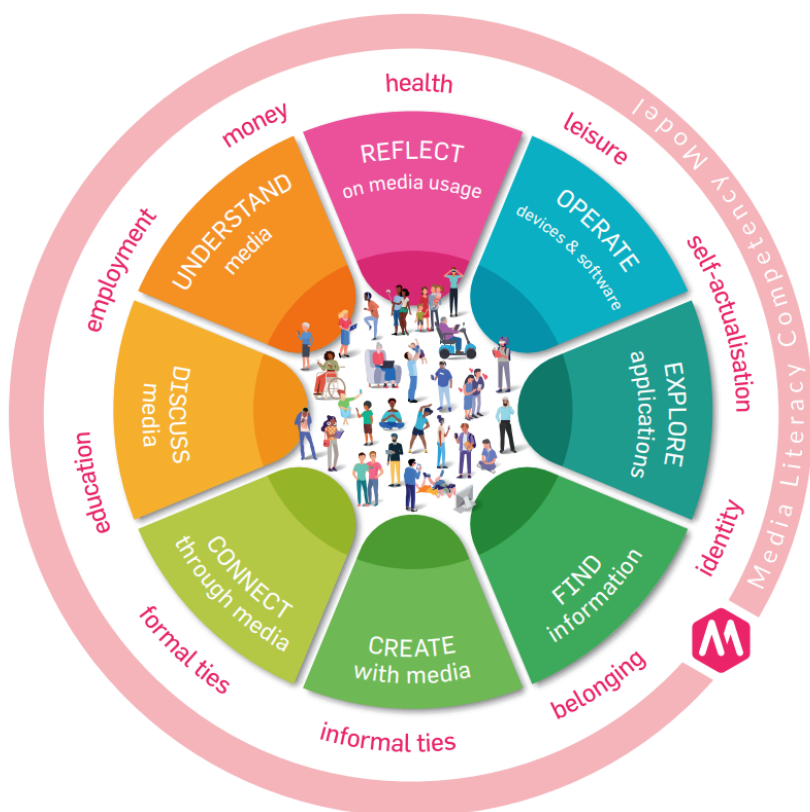 health
leisure
self-actualisation
identity
belonging
informal ties
formal ties
education
employment
money
REFLECT
on media usage
OPERATE
devices & software
EXPLORE
applications
FIND
information
CREATE
with media
CONNECT
through media
DISCUSS
media
UNDERSTAND
media
Media Literacy Competency Model